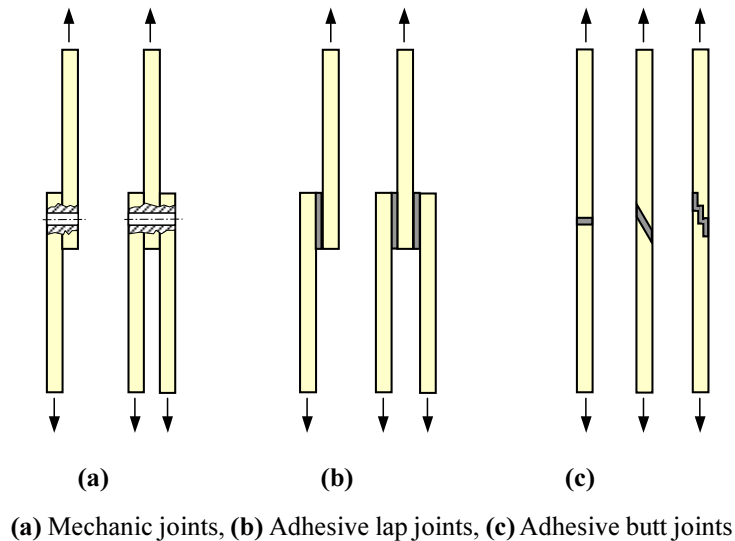 (a)
(b)
(c)
(a) Mechanic joints, (b) Adhesive lap joints, (c) Adhesive butt joints